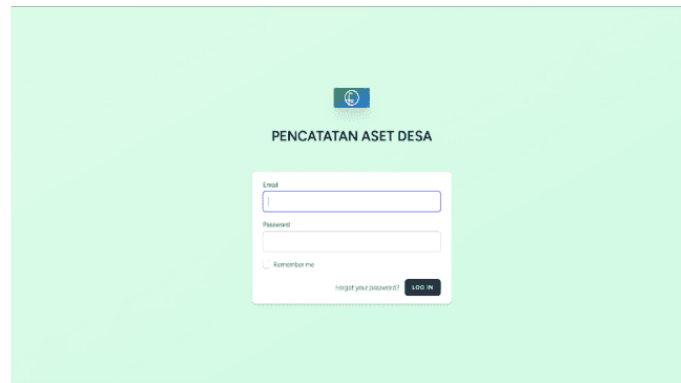 PENCATATAN ASET DESA
Email
Password
Remember me
Forgot your password? LOG IN